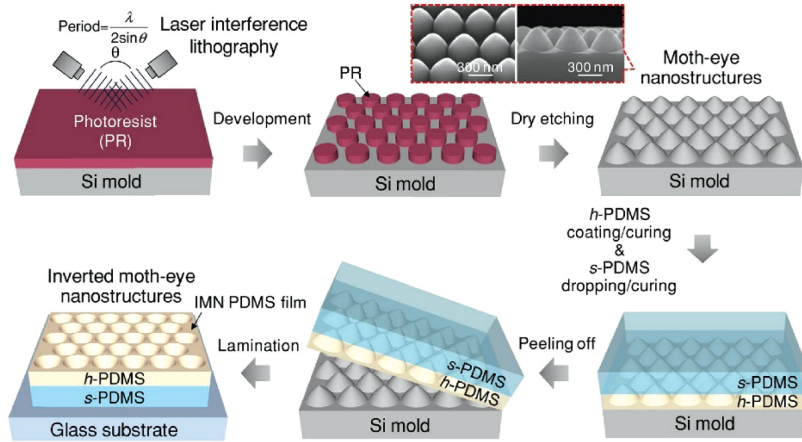 Period=λ/2sinθ
θ
Laser interference
lithography
Photoresist
(PR)
Si mold
Development
PR
Si mold
300 nm
300 nm
Dry etching
Moth-eye
nanostructures
Si mold
h-PDMS
coating/curing
&
s-PDMS
dropping/curing
s-PDMS
h-PDMS
Si mold
Peeling off
s-PDMS
h-PDMS
Si mold
Lamination
Inverted moth-eye
nanostructures
IMN PDMS film
h-PDMS
s-PDMS
Glass substrate